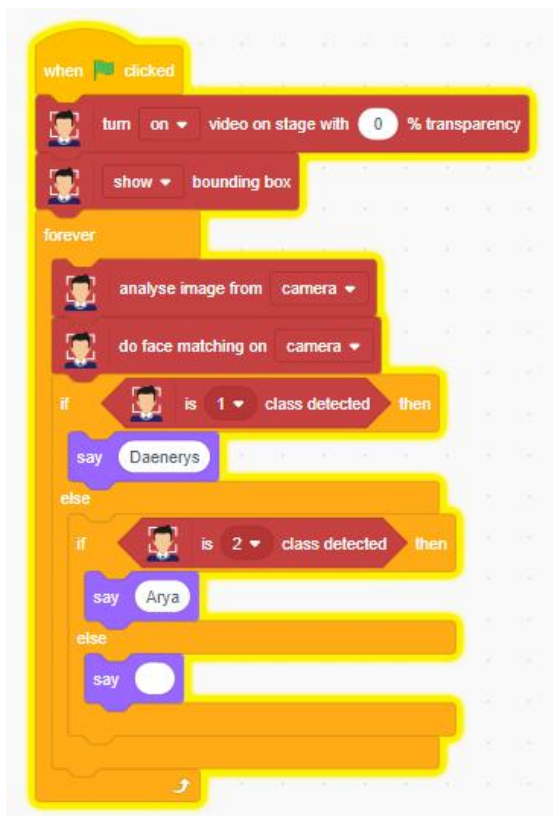 when clicked
turn on video on stage with 0 % transparency
show bounding box
forever
analyse image from camera
do face matching on camera
if is 1 class detected then
say Daenerys
else
if is 2 class detected then
say Arya
else
say